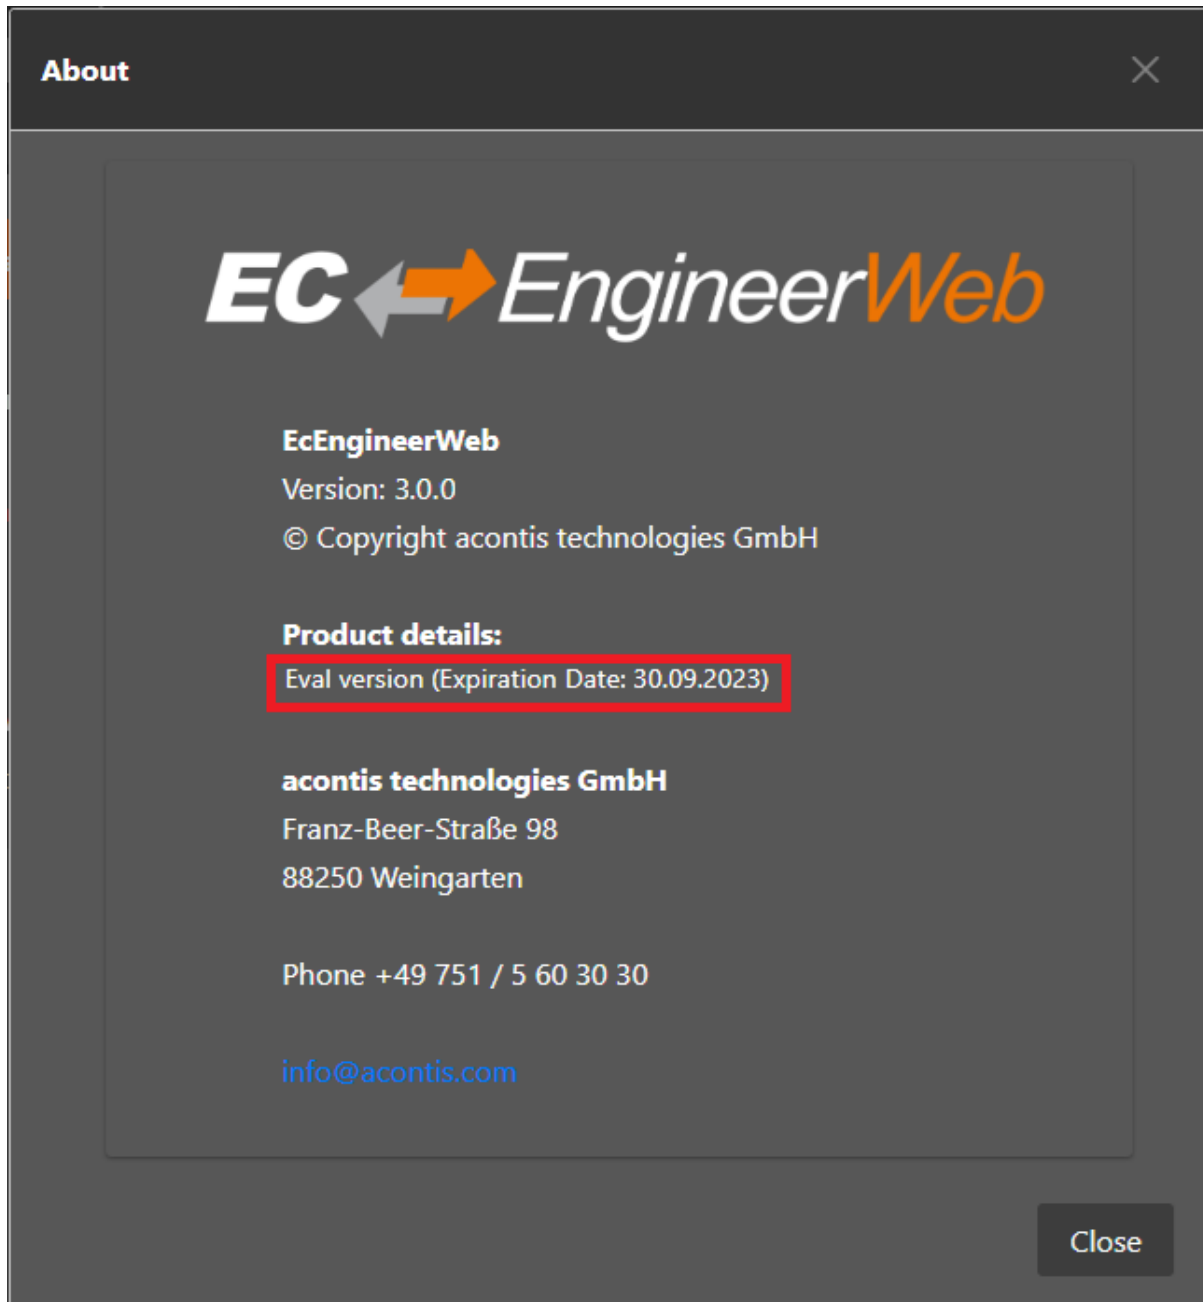 About
EC EngineerWeb
EcEngineerWeb
Version: 3.0.0
© Copyright acontis technologies GmbH
Product details:
Eval version (Expiration Date: 30.09.2023)
acontis technologies GmbH
Franz-Beer-Straße 98
88250 Weingarten
Phone +49 751 / 5 60 30 30
info@acontis.com
Close